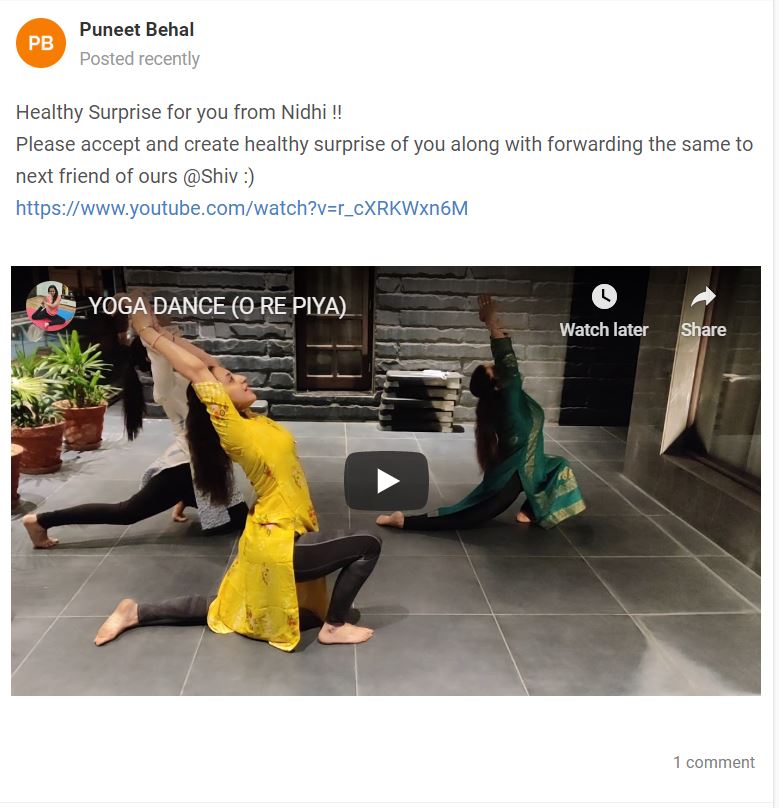 PB
Puneet Behal
Posted recently
Healthy Surprise for you from Nidhi !!
Please accept and create healthy surprise of you along with forwarding the same to
next friend of ours @Shiv :)
https://www.youtube.com/watch?v=r_cXRKWxn6M
YOGA DANCE (O RE PIYA)
Watch later
Share
1 comment